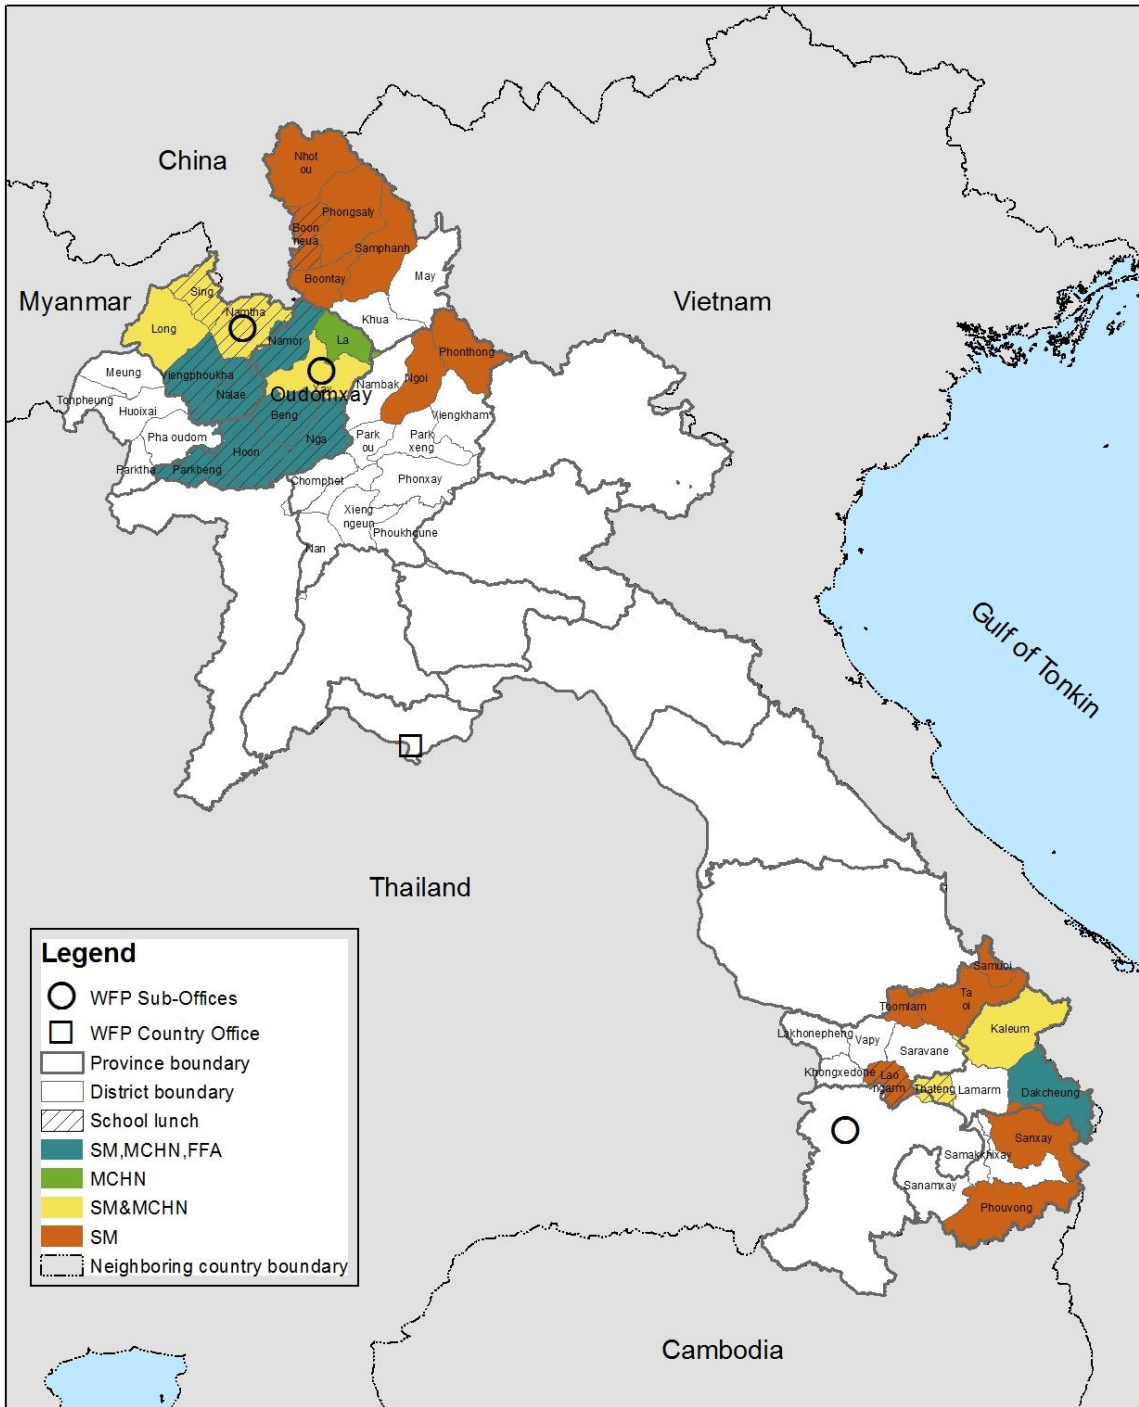 China
Nhot
ou
Phongsaly
Boon
neua
Samphanh
Boontay
May
Khua
Myanmar
Sing
Namtha
Long
Namor
La
Vietnam
Phonthong
Ngoi
Xay
Nambak
Oudomxay
Viengphoukha
Nalae
Beng
Nga
Hoon
Parkbeng
Meung
Tonpheung
Huoixai
Pha oudom
Parktha
Viengkham
Park
ou
Park
xeng
Chomphet
Phonxay
Xieng
ngeun
Phoukhoune
Nan
Gulf of Tonkin
Thailand
Samuoi
Ta
oi
Toomlarn
Kaleum
Lakhonepheng
Vapy
Saravane
Khongxedone
Lao
ngarm
Thateng
Lamarm
Dakcheung
Sanxay
Samakkhixay
Sanamxay
Phouvong
Cambodia
Legend
WFP Sub-Offices
WFP Country Office
Province boundary
District boundary
School lunch
SM,MCHN,FFA
MCHN
SM&MCHN
SM
Neighboring country boundary